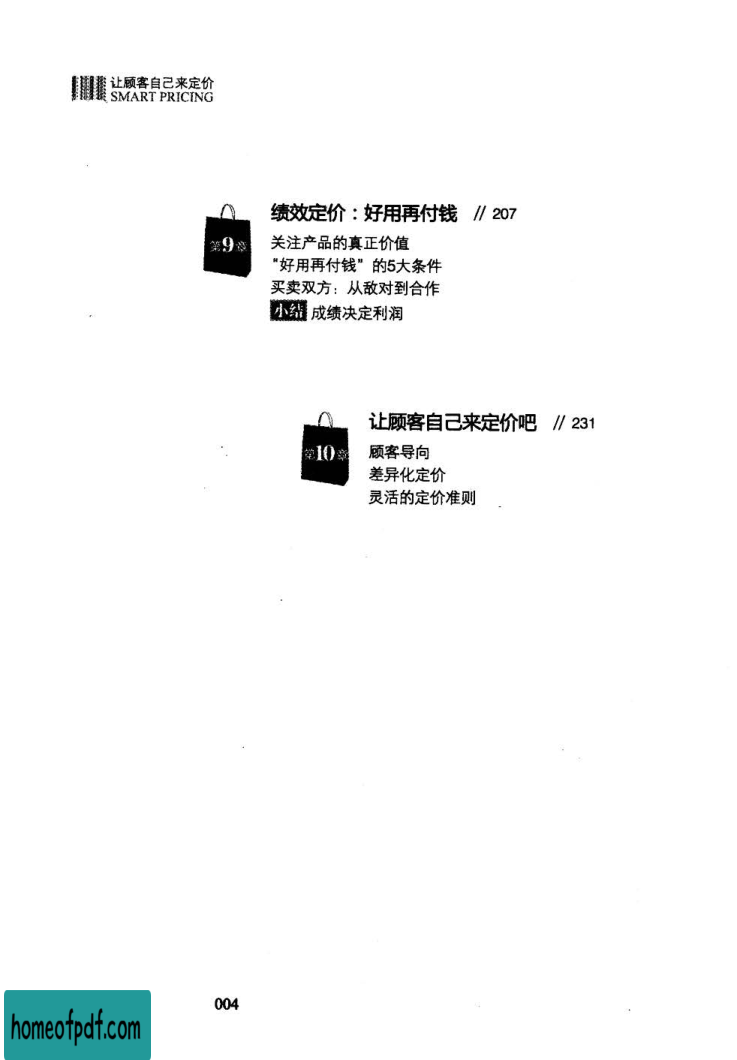 让顾客自己来定价
SMART PRICING
第9章
绩效定价：好用再付钱 // 207
关注产品的真正价值
“好用再付钱”的5大条件
买卖双方：从敌对到合作
小结 成绩决定利润
第10章
让顾客自己来定价吧 // 231
顾客导向
差异化定价
灵活的定价准则
004
homeofpdf.com